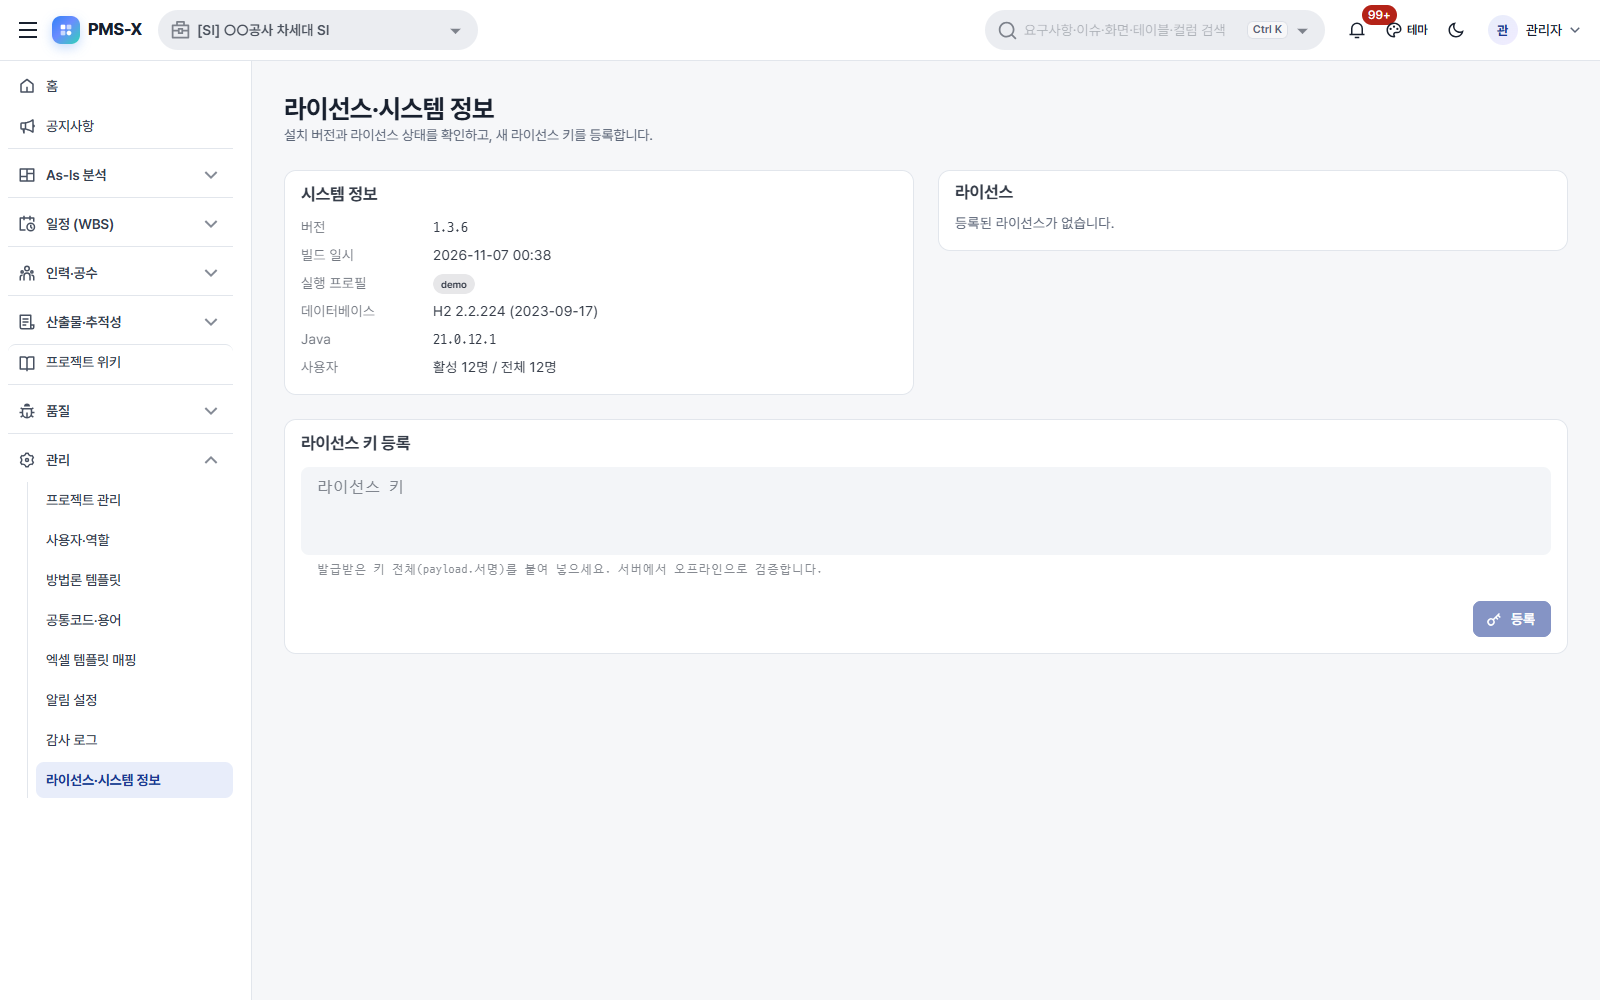 PMS-X
[SI] OO공사 차세대 SI
요구사항·이슈·화면·테이블·컬럼 검색
Ctrl K
99+
테마
관
관리자
홈
공지사항
As-Is 분석
일정 (WBS)
인력·공수
산출물·추적성
프로젝트 위키
품질
관리
프로젝트 관리
사용자·역할
방법론 템플릿
공통코드·용어
엑셀 템플릿 매핑
알림 설정
감사 로그
라이선스·시스템 정보
라이선스·시스템 정보
설치 버전과 라이선스 상태를 확인하고, 새 라이선스 키를 등록합니다.
시스템 정보
버전 1.3.6
빌드 일시 2026-11-07 00:38
실행 프로필 demo
데이터베이스 H2 2.2.224 (2023-09-17)
Java 21.0.12.1
사용자 활성 12명 / 전체 12명
라이선스
등록된 라이선스가 없습니다.
라이선스 키 등록
라이선스 키
발급받은 키 전체(payload.서명)를 붙여 넣으세요. 서버에서 오프라인으로 검증합니다.
등록